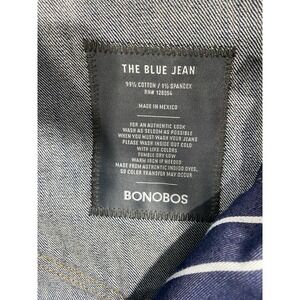 THE BLUE JEAN
99% COTTON / 1% SPANDEX
RN# 128554
MADE IN MEXICO
FOR AN AUTHENTIC LOOK
WASH AS SELDOM AS POSSIBLE
WHEN YOU MUST WASH YOUR JEANS
PLEASE WASH INSIDE OUT COLD
WITH LIKE COLORS
TUMBLE DRY LOW
WARM IRON IF NEEDED
MADE FROM AUTHENTIC INDIGO DYES,
SO COLOR TRANSFER MAY OCCUR
BONOBOS